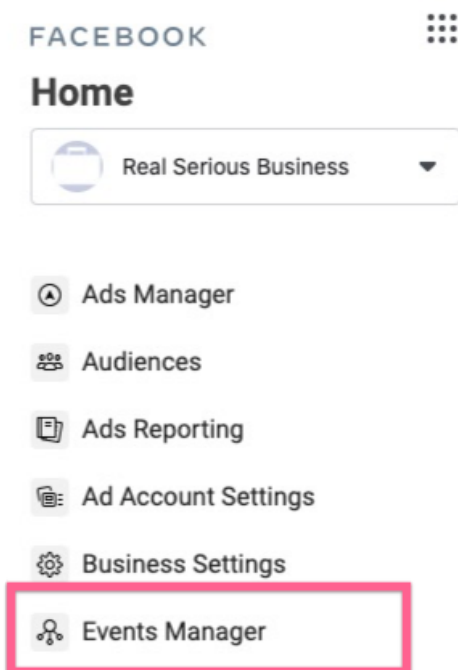 FACEBOOK
Home
Real Serious Business
Ads Manager
Audiences
Ads Reporting
Ad Account Settings
Business Settings
Events Manager